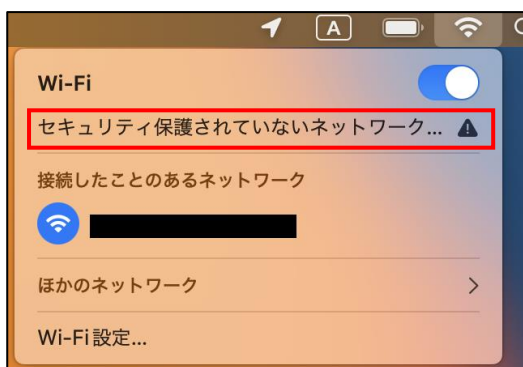 A
Wi-Fi
セキュリティ保護されていないネットワーク...
接続したことのあるネットワーク
ほかのネットワーク
Wi-Fi設定...